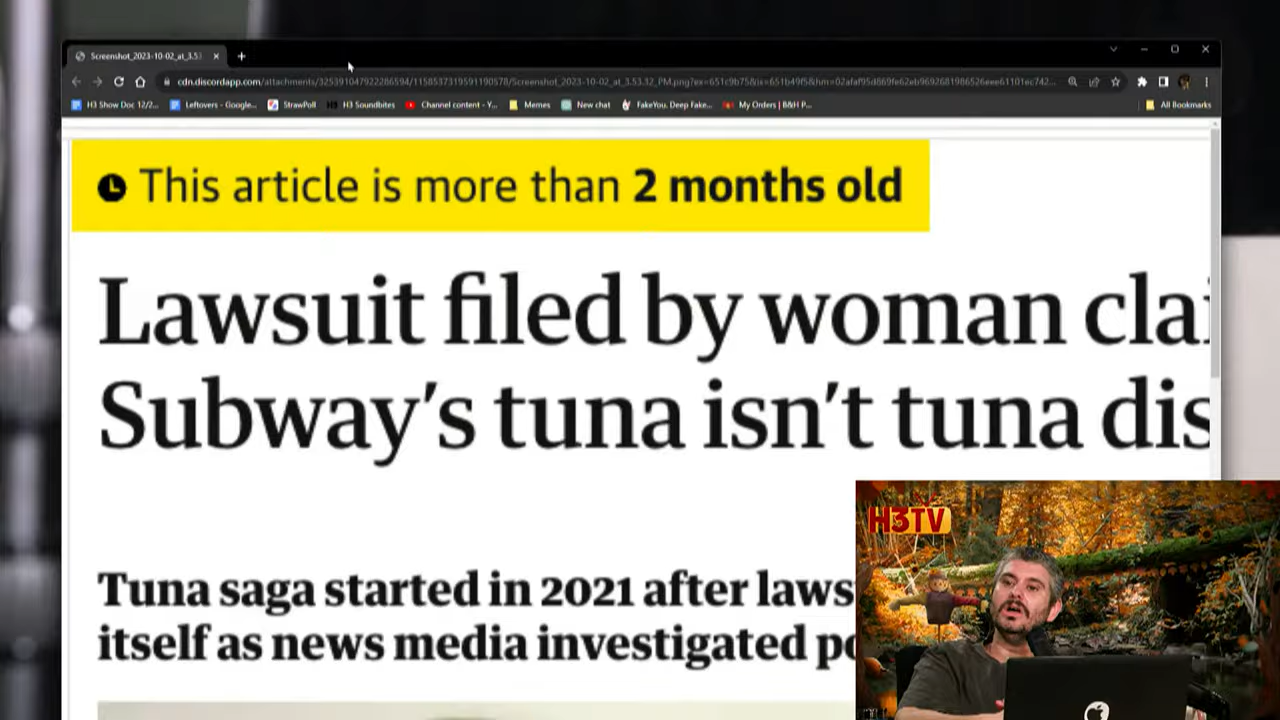 Screenshot_2023-10-02_at_3.5
H3 Show Doc 12/2...
Leftovers - Google...
StrawPoll
H3 Soundbites
Channel content - Y...
Memes
New chat
FakeYou. Deep Fake...
My Orders | B&H P...
All Bookmarks
This article is more than 2 months old
Lawsuit filed by woman clai
Subway's tuna isn't tuna dis
Tuna saga started in 2021 after laws
itself as news media investigated po
H3TV